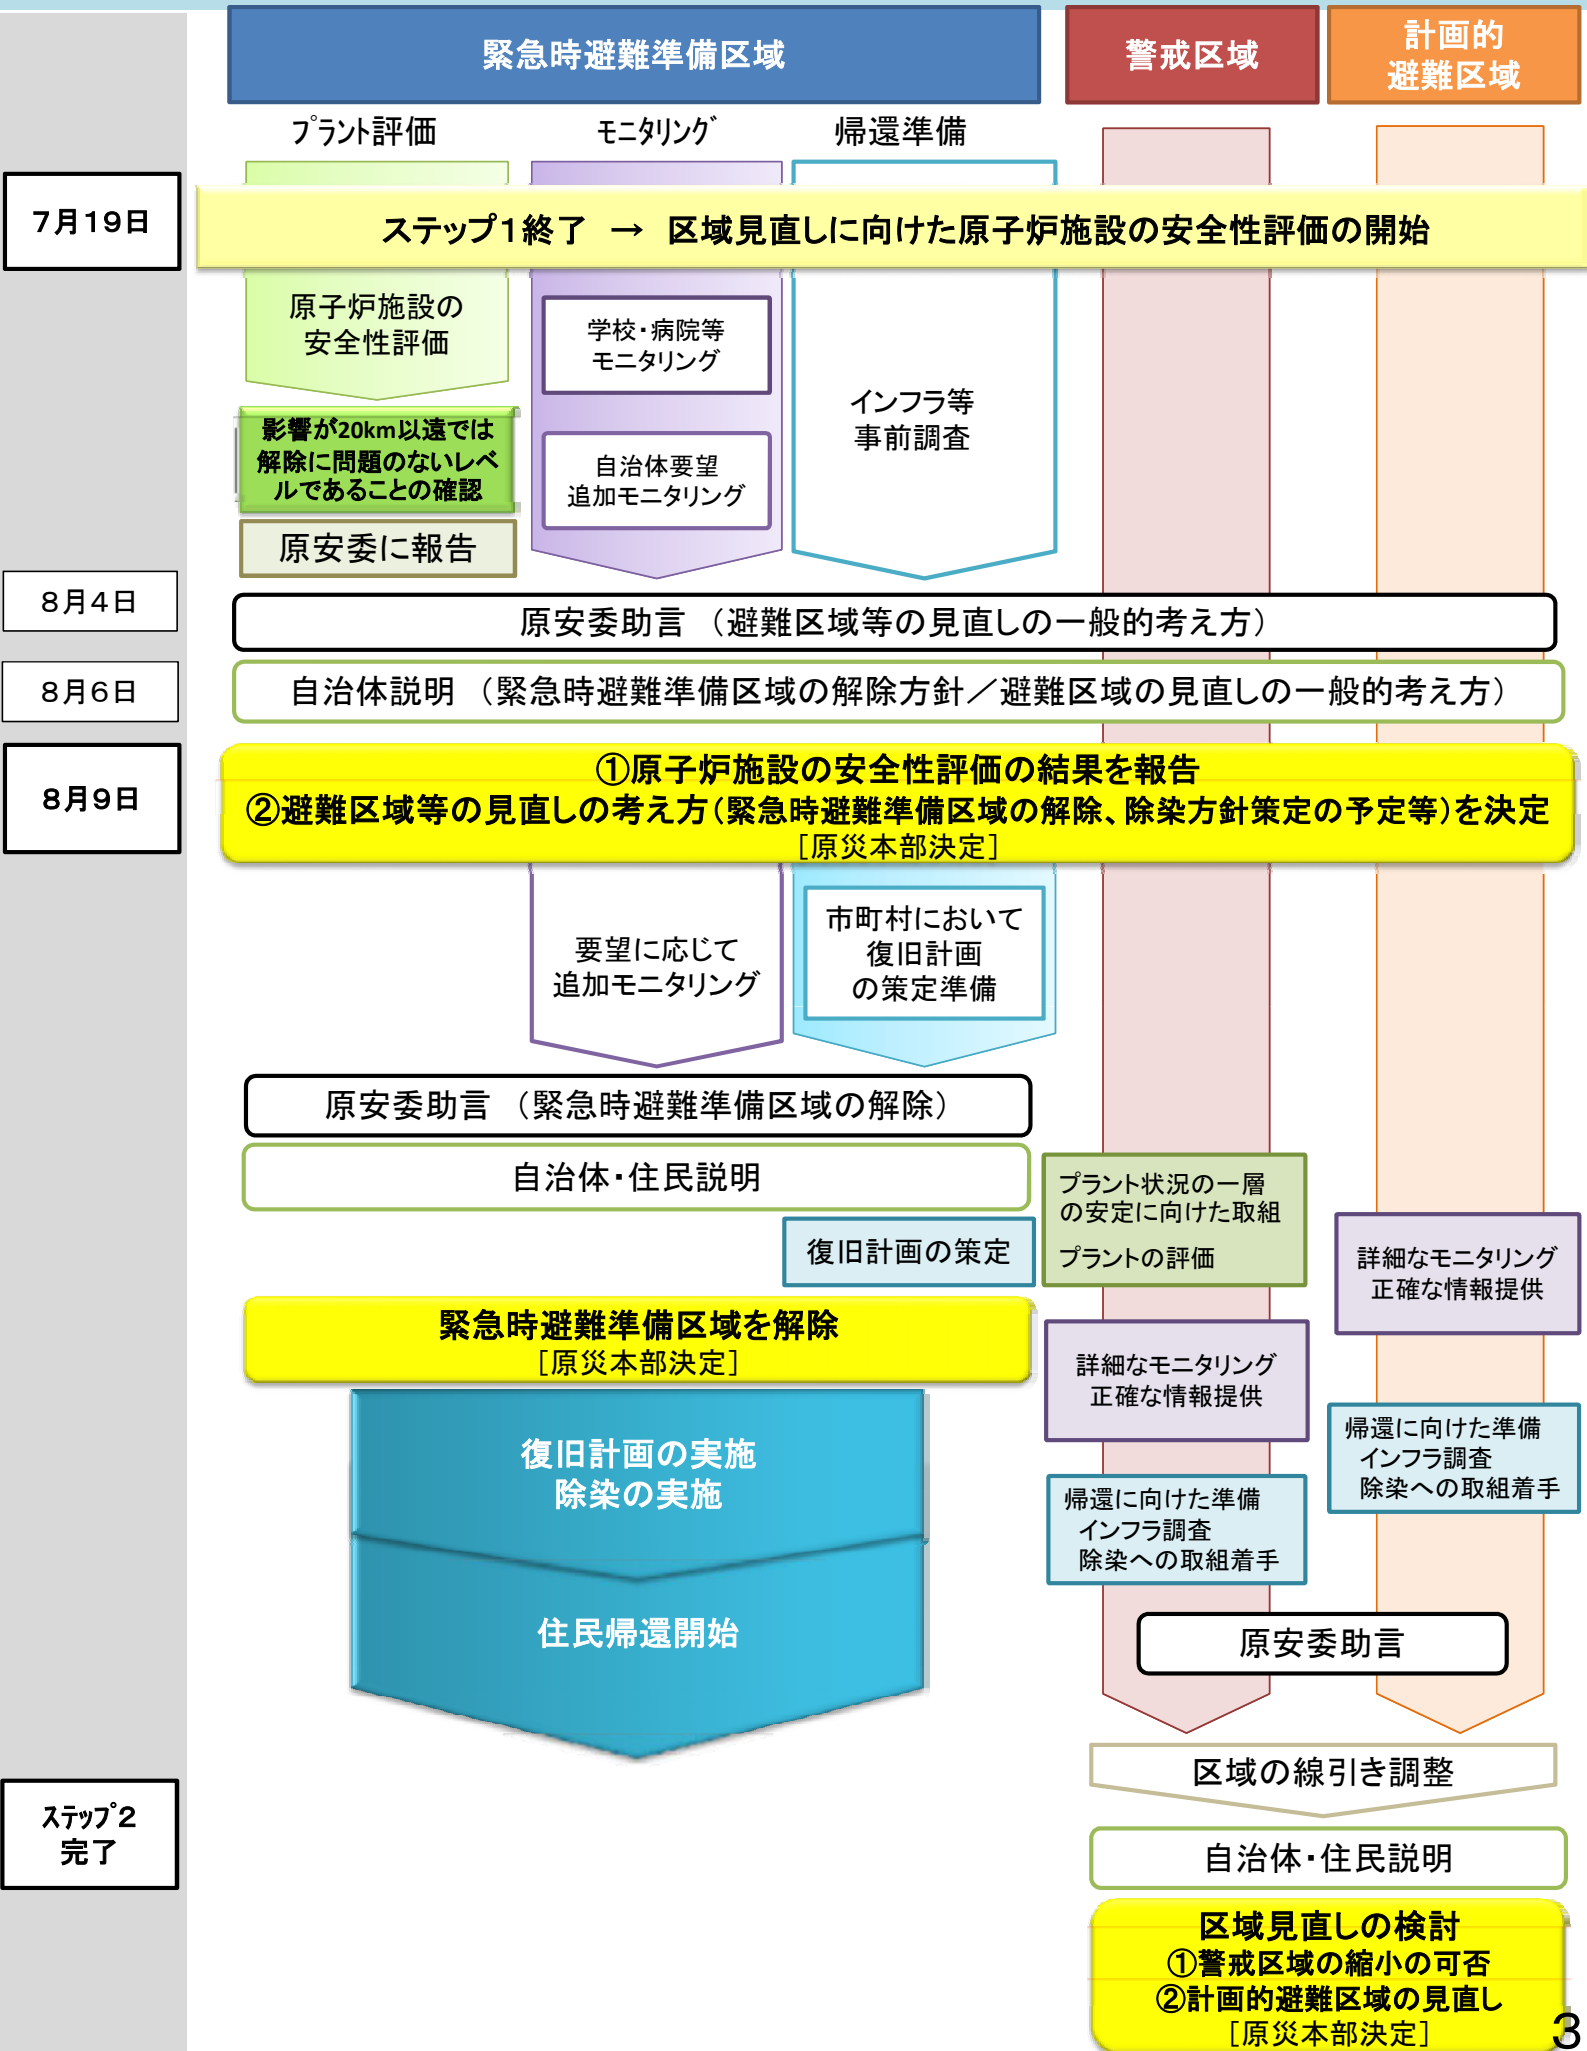 緊急時避難準備区域
警戒区域
計画的
避難区域
プラント評価
モニタリング
帰還準備
7月19日
ステップ1終了 → 区域見直しに向けた原子炉施設の安全性評価の開始
原子炉施設の
安全性評価
学校・病院等
モニタリング
インフラ等
事前調査
影響が20km以遠では
解除に問題のないレベ
ルであることの確認
自治体要望
追加モニタリング
原安委に報告
8月4日
原安委助言 （避難区域等の見直しの一般的考え方）
8月6日
自治体説明 （緊急時避難準備区域の解除方針／避難区域の見直しの一般的考え方）
8月9日
①原子炉施設の安全性評価の結果を報告
②避難区域等の見直しの考え方（緊急時避難準備区域の解除、除染方針策定の予定等）を決定
［原災本部決定］
要望に応じて
追加モニタリング
市町村において
復旧計画
の策定準備
原安委助言 （緊急時避難準備区域の解除）
自治体・住民説明
復旧計画の策定
プラント状況の一層
の安定に向けた取組
プラントの評価
詳細なモニタリング
正確な情報提供
緊急時避難準備区域を解除
［原災本部決定］
詳細なモニタリング
正確な情報提供
帰還に向けた準備
インフラ調査
除染への取組着手
復旧計画の実施
除染の実施
帰還に向けた準備
インフラ調査
除染への取組着手
住民帰還開始
原安委助言
区域の線引き調整
ステップ2
完了
自治体・住民説明
区域見直しの検討
①警戒区域の縮小の可否
②計画的避難区域の見直し
［原災本部決定］
3